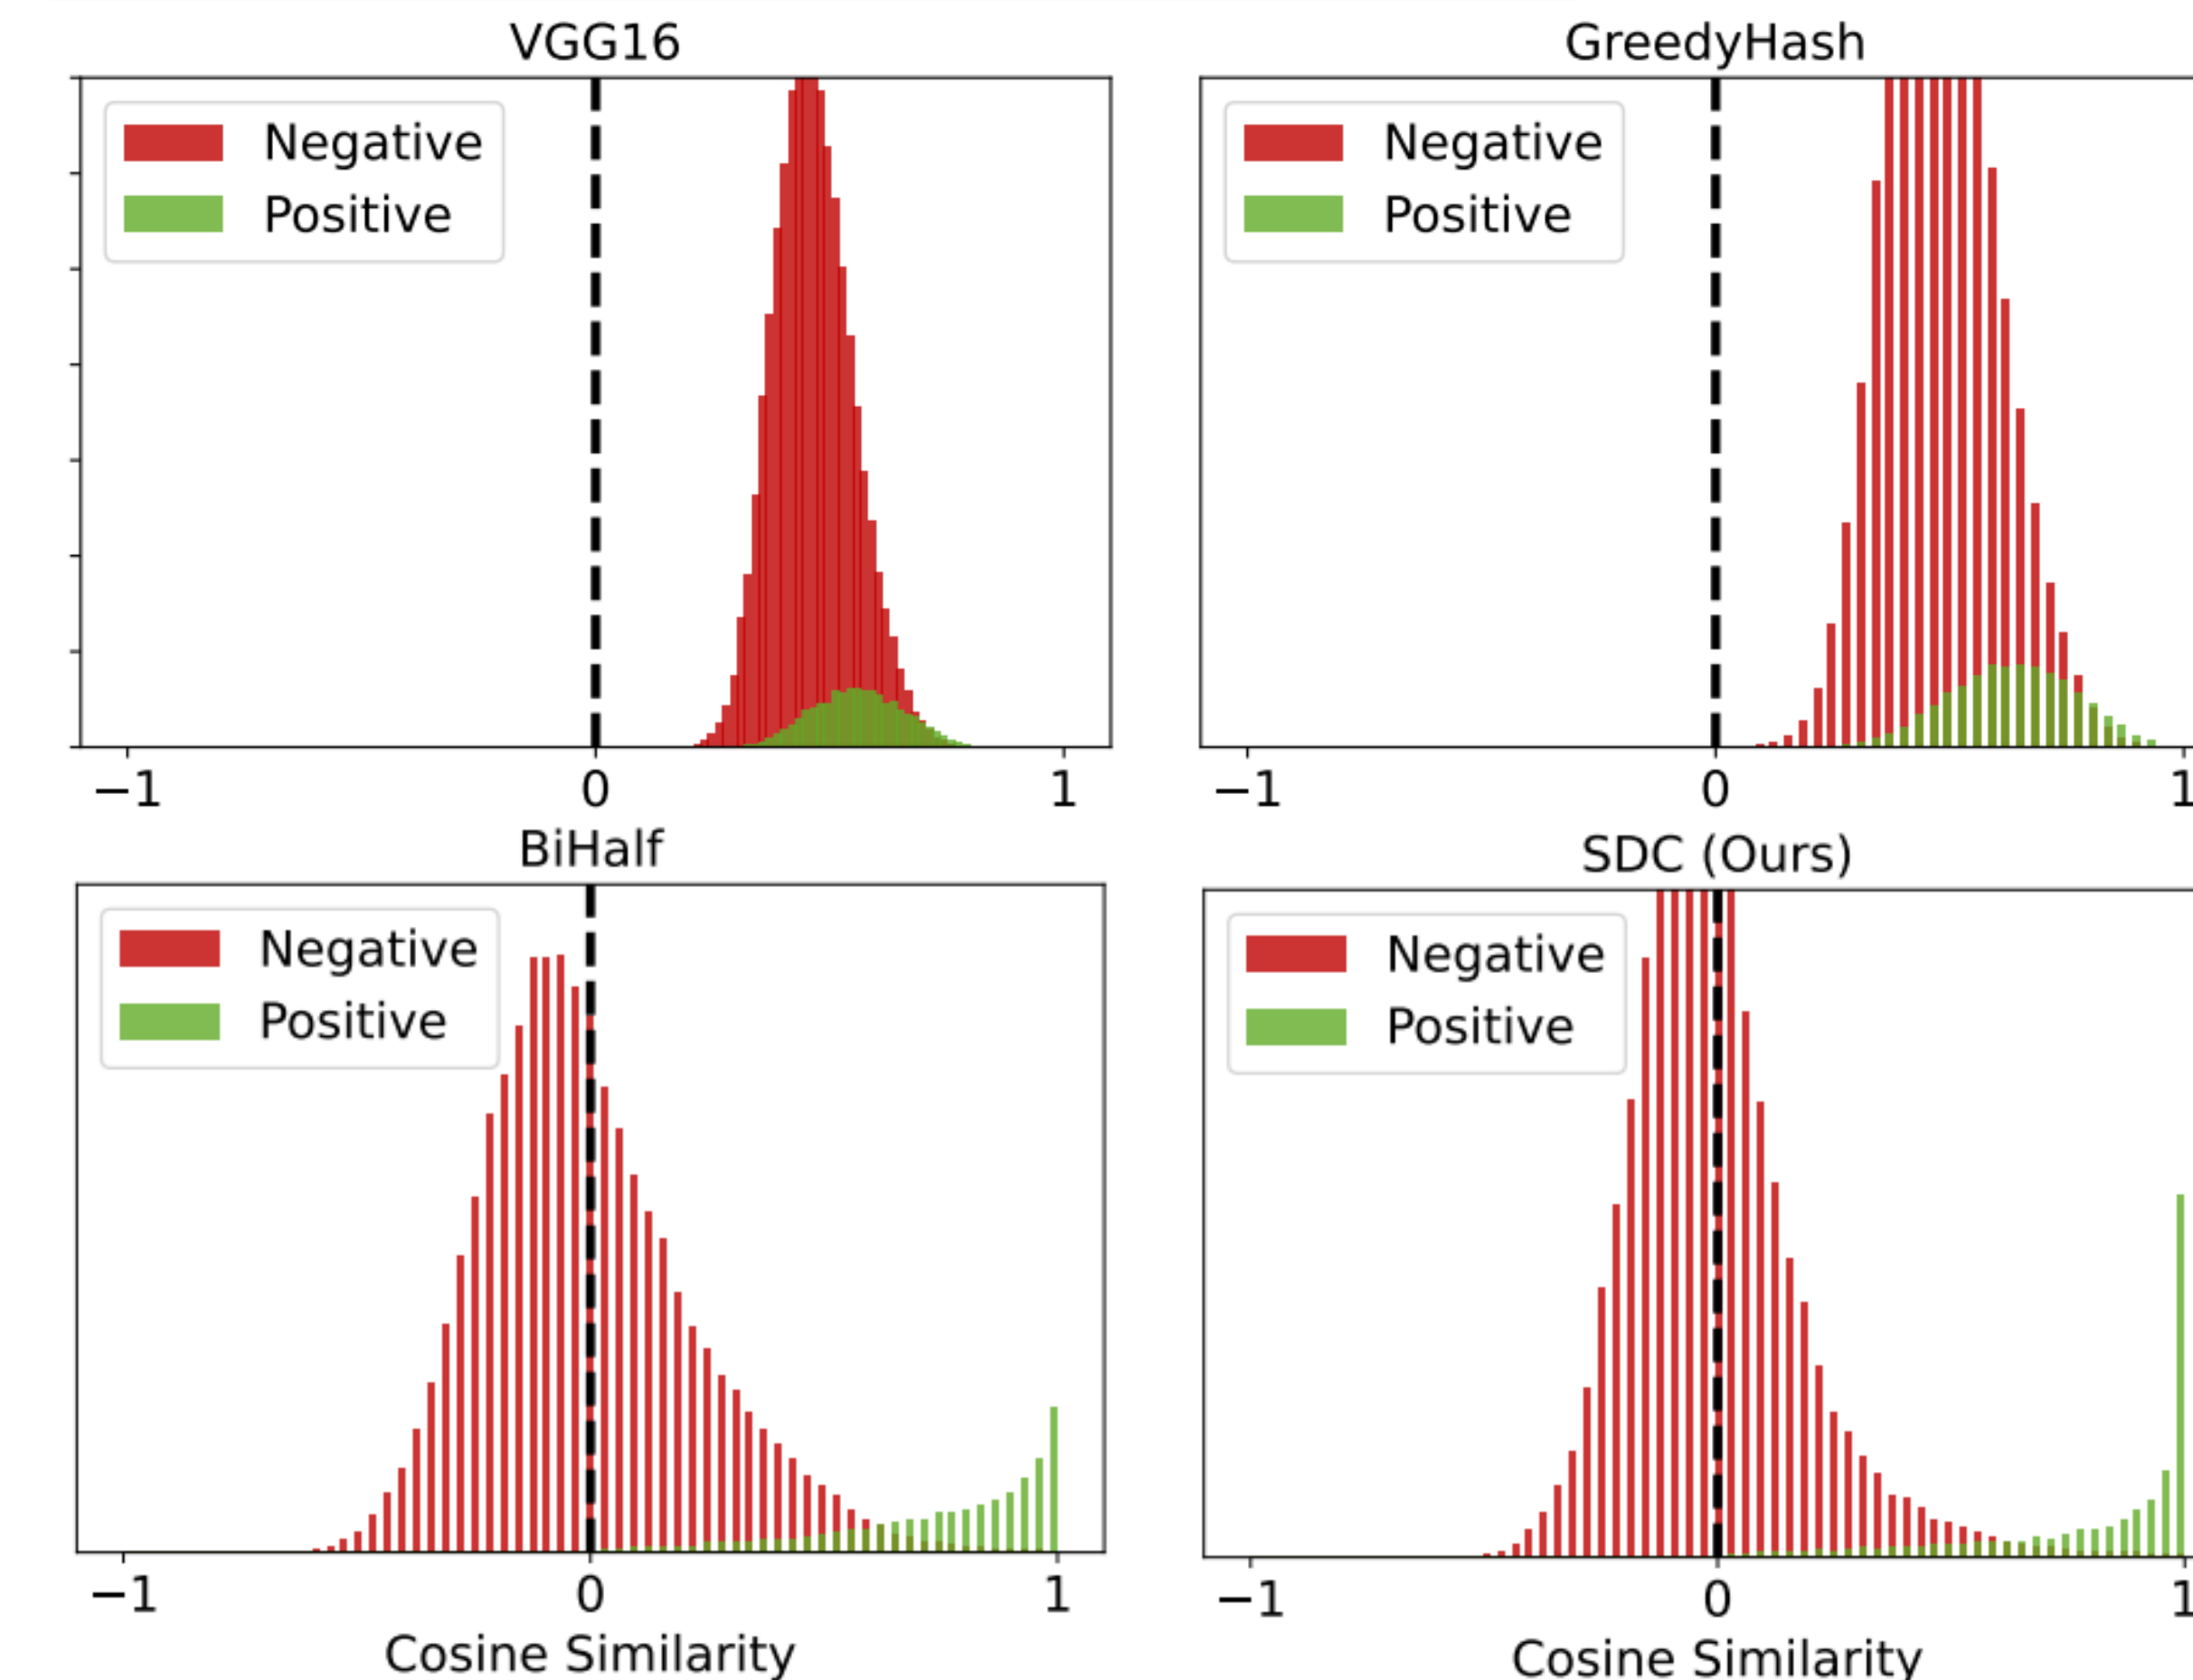 VGG16
Negative
Positive
−1 0 1
GreedyHash
Negative
Positive
−1 0 1
BiHalf
Negative
Positive
−1 0 1
Cosine Similarity
SDC (Ours)
Negative
Positive
−1 0 1
Cosine Similarity